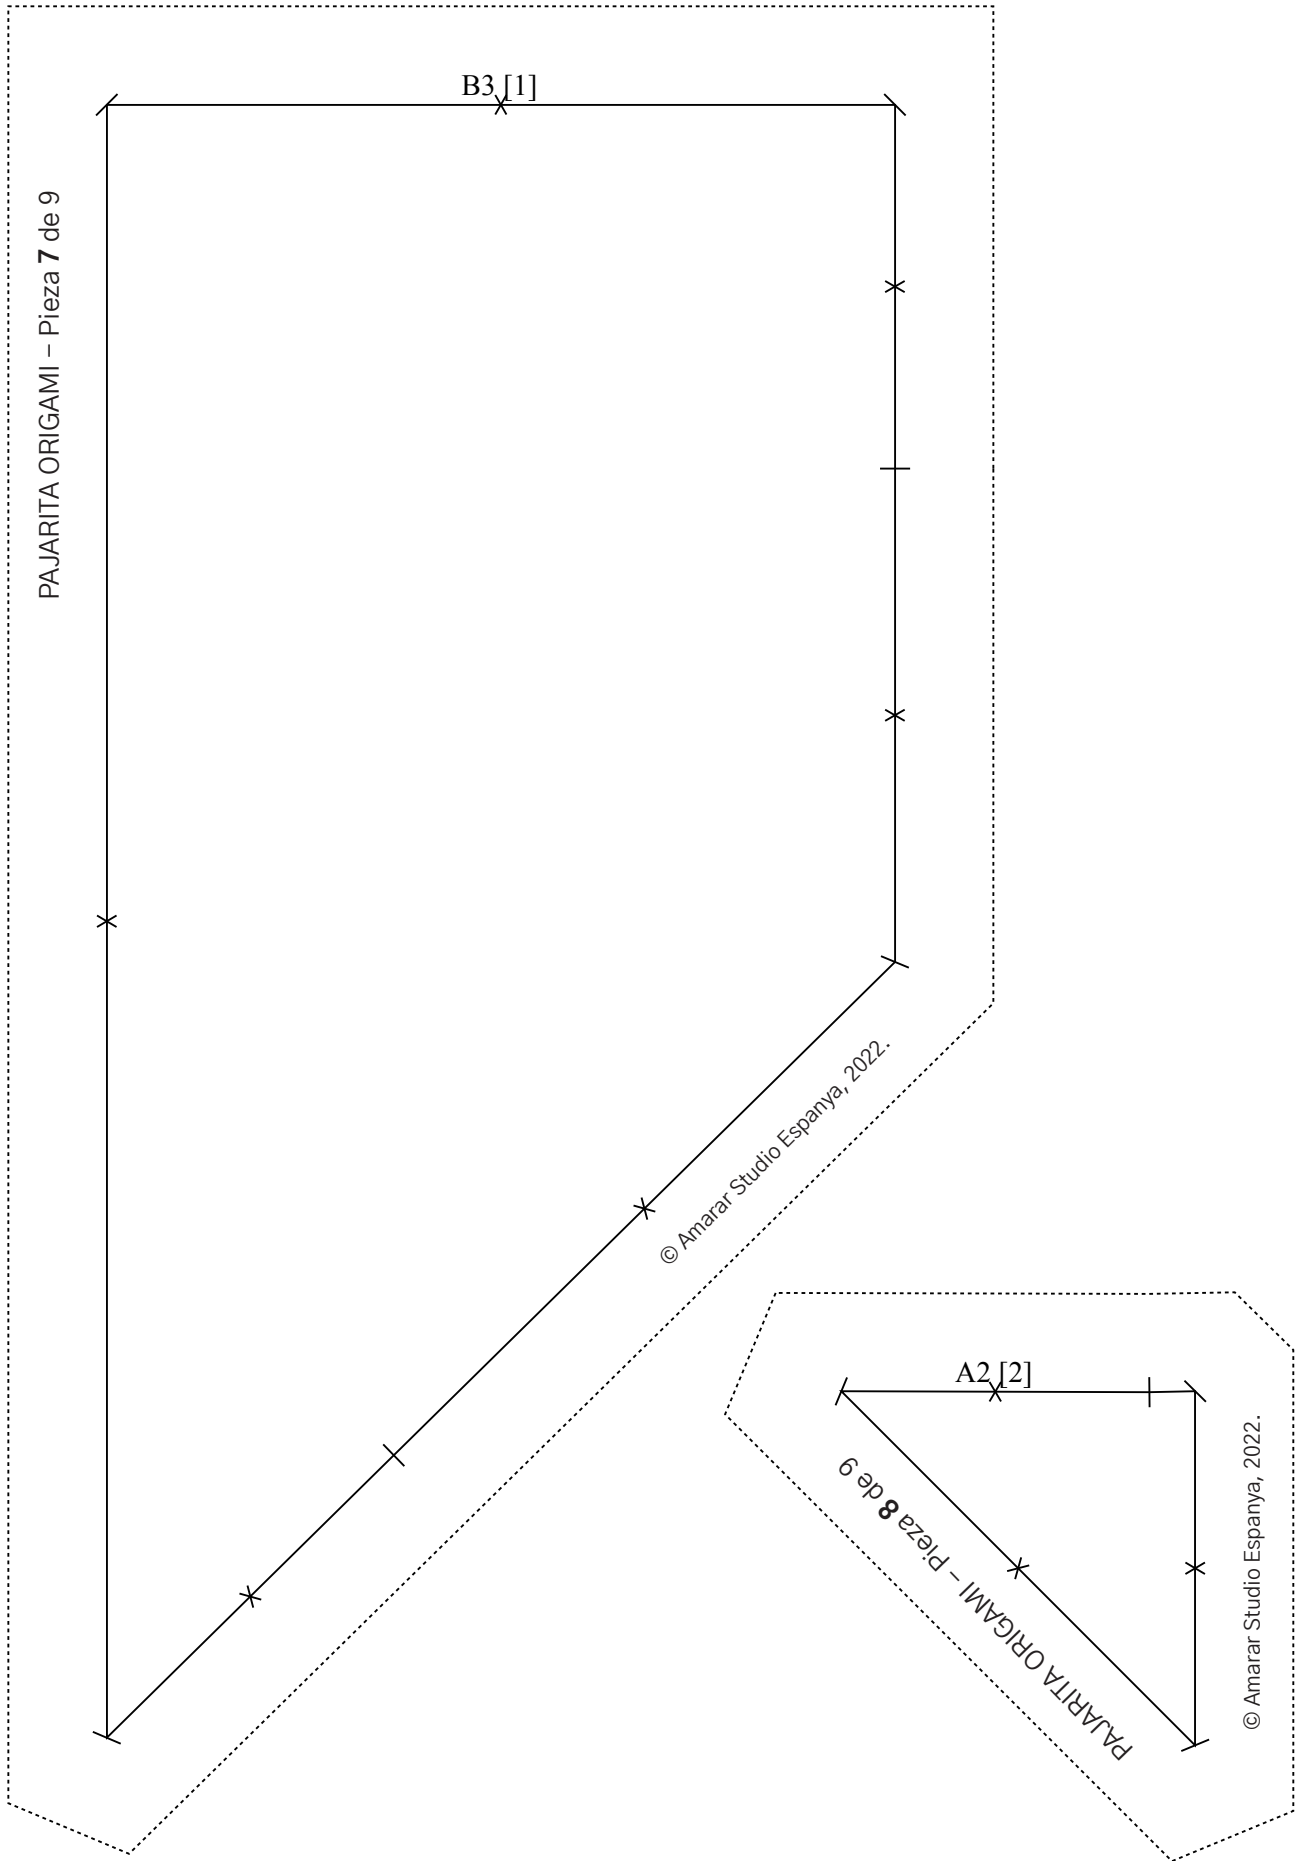 B3 [1]
PAJARITA ORIGAMI – Pieza 7 de 9
© Amarar Studio Espanya, 2022.
A2 [2]
PAJARITA ORIGAMI – Pieza 8 de 9
© Amarar Studio Espanya, 2022.